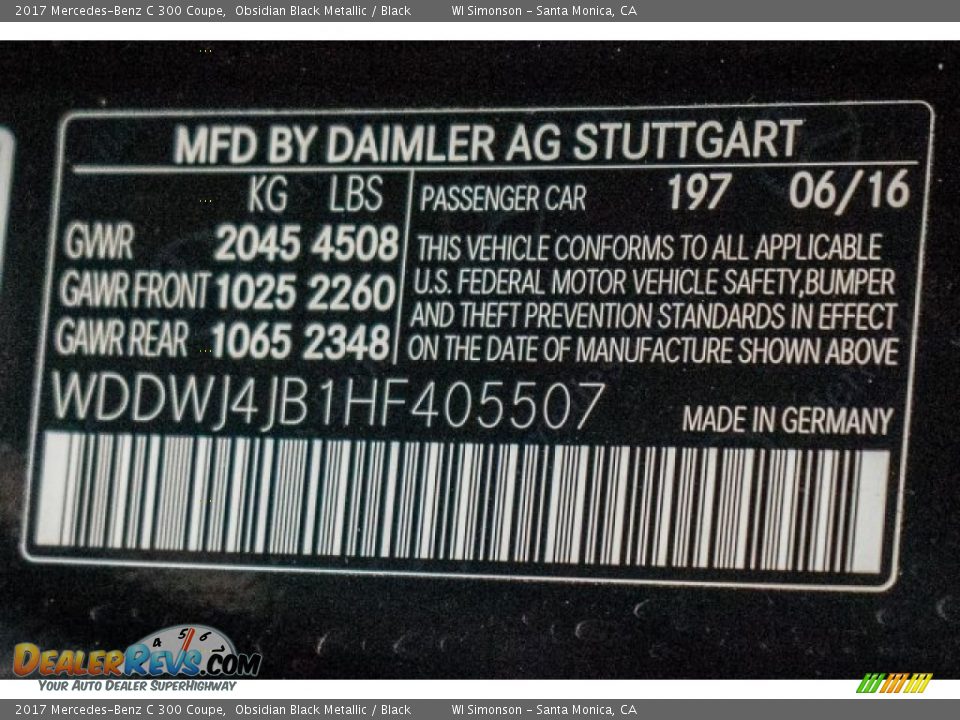 2017 Mercedes-Benz C 300 Coupe, Obsidian Black Metallic / Black WI Simonson - Santa Monica, CA
MFD BY DAIMLER AG STUTTGART
KG LBS
GVWR 2045 4508
GAWR FRONT 1025 2260
GAWR REAR 1065 2348
PASSENGER CAR 197 06/16
THIS VEHICLE CONFORMS TO ALL APPLICABLE
U.S. FEDERAL MOTOR VEHICLE SAFETY,BUMPER
AND THEFT PREVENTION STANDARDS IN EFFECT
ON THE DATE OF MANUFACTURE SHOWN ABOVE
WDDWJ4JB1HF405507
MADE IN GERMANY
4 5 6
DEALERREVS.COM
YOUR AUTO DEALER SUPERHIGHWAY
2017 Mercedes-Benz C 300 Coupe, Obsidian Black Metallic / Black WI Simonson - Santa Monica, CA